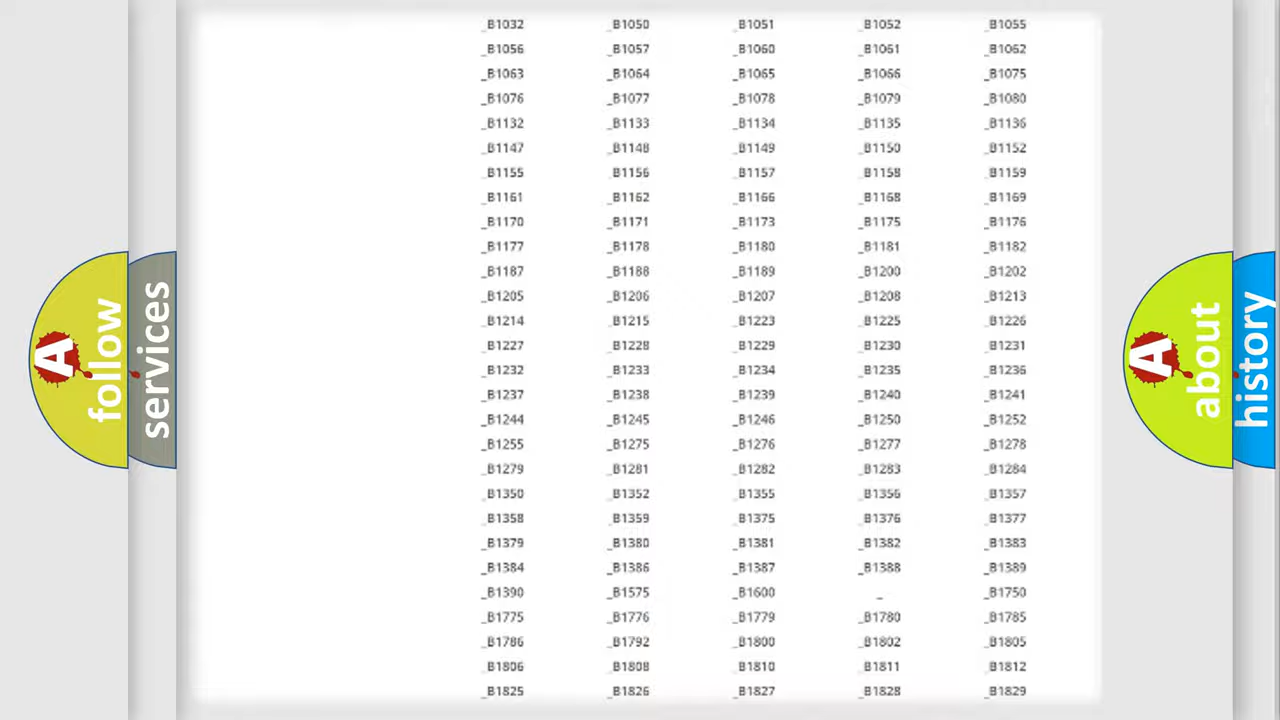 _B1032 _B1050 _B1051 _B1052 _B1055
_B1056 _B1057 _B1060 _B1061 _B1062
_B1063 _B1064 _B1065 _B1066 _B1075
_B1076 _B1077 _B1078 _B1079 _B1080
_B1132 _B1133 _B1134 _B1135 _B1136
_B1147 _B1148 _B1149 _B1150 _B1152
_B1155 _B1156 _B1157 _B1158 _B1159
_B1161 _B1162 _B1166 _B1168 _B1169
_B1170 _B1171 _B1173 _B1175 _B1176
_B1177 _B1178 _B1180 _B1181 _B1182
_B1187 _B1188 _B1189 _B1200 _B1202
_B1205 _B1206 _B1207 _B1208 _B1213
_B1214 _B1215 _B1223 _B1225 _B1226
_B1227 _B1228 _B1229 _B1230 _B1231
_B1232 _B1233 _B1234 _B1235 _B1236
_B1237 _B1238 _B1239 _B1240 _B1241
_B1244 _B1245 _B1246 _B1250 _B1252
_B1255 _B1275 _B1276 _B1277 _B1278
_B1279 _B1281 _B1282 _B1283 _B1284
_B1350 _B1352 _B1355 _B1356 _B1357
_B1358 _B1359 _B1375 _B1376 _B1377
_B1379 _B1380 _B1381 _B1382 _B1383
_B1384 _B1386 _B1387 _B1388 _B1389
_B1390 _B1575 _B1600 _ _B1750
_B1775 _B1776 _B1779 _B1780 _B1785
_B1786 _B1792 _B1800 _B1802 _B1805
_B1806 _B1808 _B1810 _B1811 _B1812
_B1825 _B1826 _B1827 _B1828 _B1829
A follow
services
A about
history